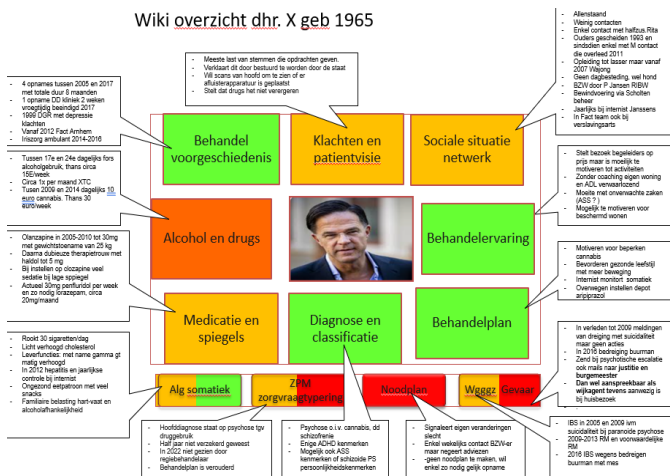 Wiki overzicht dhr. X geb 1965
- Meeste last van stemmen die opdrachten geven.
- Verklaart dit door bestuurd te worden door de staat
- Wil scans van hoofd om te zien of er
afluisterapparatuur is geplaatst
- Stelt dat drugs het niet verergeren
- Allenstaand
- Weinig contacten
- Enkel contact met halfzus.Rita
- Ouders gescheiden 1993 en
sindsdien enkel met M contact
die overleed 2011
- Opleiding tot lasser maar vanaf
2007 Wajong
- Geen dagbesteding, wel hond
- BZW door P Jansen RIBW
- Bewindvoering via Scholten
beheer
- Jaarlijks bij internist Janssens
- In Fact team ook bij
verslavingsarts
- 4 opnames tussen 2005 en 2017
met totale duur 8 maanden
- 1 opname DD kliniek 2 weken
vroegtijdig beeindigd 2017
- 1999 DGR met depressie
klachten
- Vanaf 2012 Fact Arnhem
- Iriszorg ambulant 2014-2016
Behandel
voorgeschiedenis
Klachten en
patientvisie
Sociale situatie
netwerk
- Tussen 17e en 24e dagelijks fors
alcoholgebruik, thans circa
15E/week
- Circa 1x per maand XTC
- Tusen 2009 en 2014 dagelijks 10
euro cannabis. Thans 30
euro/week
Alcohol en drugs
Behandelervaring
- Stelt bezoek begeleiders op
prijs maar is moeilijk te
motiveren tot activiteiten
- Zonder coaching eigen woning
en ADL verwaarlozend
- Moeite met onverwachte zaken
(ASS ? )
- Mogelijk te motiveren voor
beschermd wonen
- Olanzapine in 2005-2010 tot 30mg
met gewichtstoename van 25 kg
- Daarna dubieuze therapietrouw met
haldol tot 5 mg
- Bij instellen op clozapine veel
sedatie bij lage sppiegel
- Actueel 30mg penfluridol per week
en zo nodig lorazepam, circa
20mg/maand
Medicatie en
spiegels
Diagnose en
classificatie
Behandelplan
- Motiveren voor beperken
cannabis
- Bevorderen gezonde leefstijl
met meer beweging
- Internist monitort somatiek
- Overwegen instellen depot
anpiprazol
- Rookt 30 sigaretten/dag
- Licht verhoogd cholesterol
- Leverfuncties: met name gamma gt
matig verhoogd
- In 2012 hepatitis en jaarlijkse
controle bij internist
- Ongezond eetpatroon met veel
snacks
- Familiaire belasting hart-vaat en
alcoholafhankelijkheid
- In verleden tot 2009 meldingen
van dreiging met suicidaliteit
maar geen acties
- In 2016 bedreiging buurman
- Zend bij psychotische escalatie
ook mails naar justitie en
burgemeester
- Dan wel aanspreekbaar als
wijkagent tevens aanwezig is
bij huisbezoek
Alg somatiek
ZPM
zorgvraagtypering
Noodplan
Wggz Gevaar
- Hoofddiagnose staat op psychose tgv
druggebruik
- Half jaar niet verzekerd geweest
- In 2022 niet gezien door
regiebehandelaar
- Behandelplan is verouderd
- Psychose o.i.v. cannabis, dd
schizofrenie
- Enige ADHD kenmerken
- Mogelijk ook ASS
kenmerken of schizoide PS
persoonlijkheidskenmerken
- Signaleert eigen veranderingen
slecht
- Enkel wekelijks contact BZW-er
maar negeert adviezen
- -geen noodplan te maken, wil
enkel zo nodig gelijk opname
- IBS in 2005 en 2009 ivm
suicidaliteit bij paranoide psychose
- 2009-2013 RM en voorwaardelijke
RM
- 2016 IBS wegens bedreigen buurman
met mes